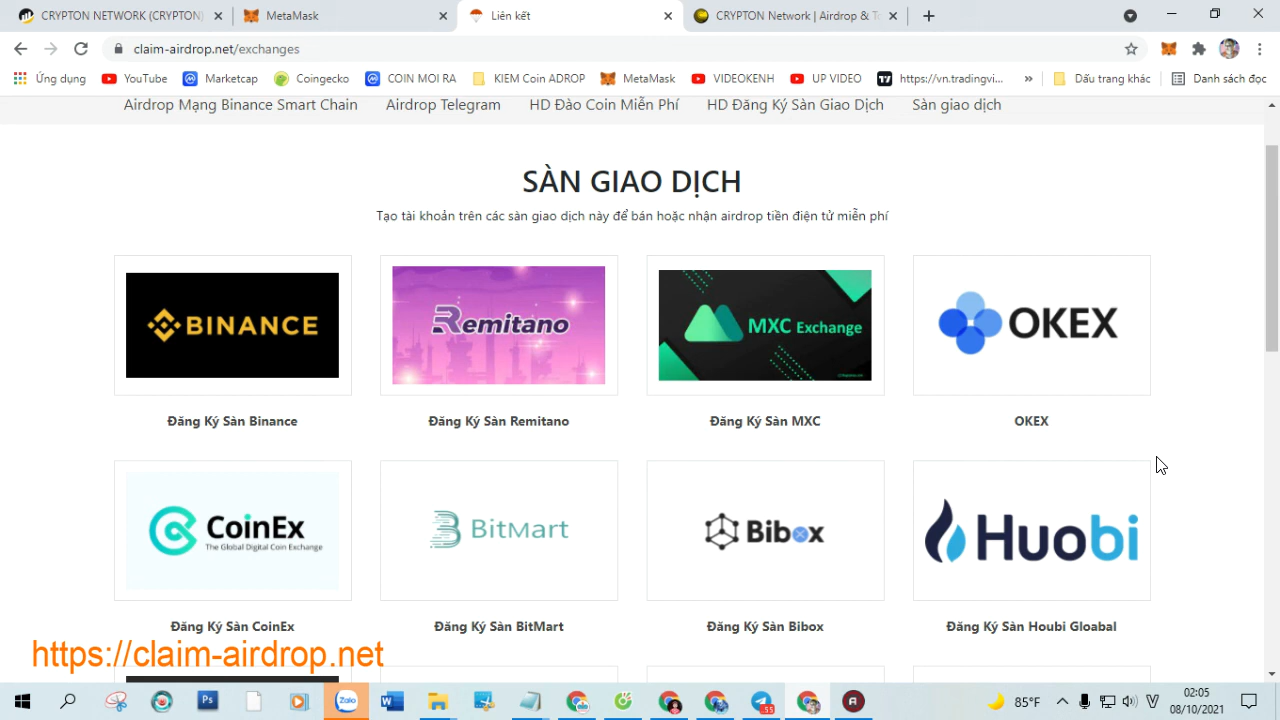 CRYPTON NETWORK (CRYPTON)
MetaMask
Liên kết
CRYPTON Network | Airdrop & To
claim-airdrop.net/exchanges
Ứng dụng
YouTube
Marketcap
Coingecko
COIN MOI RA
KIEM Coin ADROP
MetaMask
VIDEOKENH
UP VIDEO
https://vn.tradingvi...
»
Dấu trang khác
Danh sách đọc
Airdrop Mạng Binance Smart Chain
Airdrop Telegram
HD Đào Coin Miễn Phí
HD Đăng Ký Sàn Giao Dịch
Sàn giao dịch
SÀN GIAO DỊCH
Tạo tài khoản trên các sàn giao dịch này để bán hoặc nhận airdrop tiền điện tử miễn phí
BINANCE
Remitano
MXC Exchange
OKEX
Đăng Ký Sàn Binance
Đăng Ký Sàn Remitano
Đăng Ký Sàn MXC
OKEX
CoinEx
The Global Digital Coin Exchange
BitMart
Bibox
Huobi
Đăng Ký Sàn CoinEx
Đăng Ký Sàn BitMart
Đăng Ký Sàn Bibox
Đăng Ký Sàn Houbi Gloabal
https://claim-airdrop.net
Ps
Zalo
W
55
A
85°F
V
02:05
08/10/2021